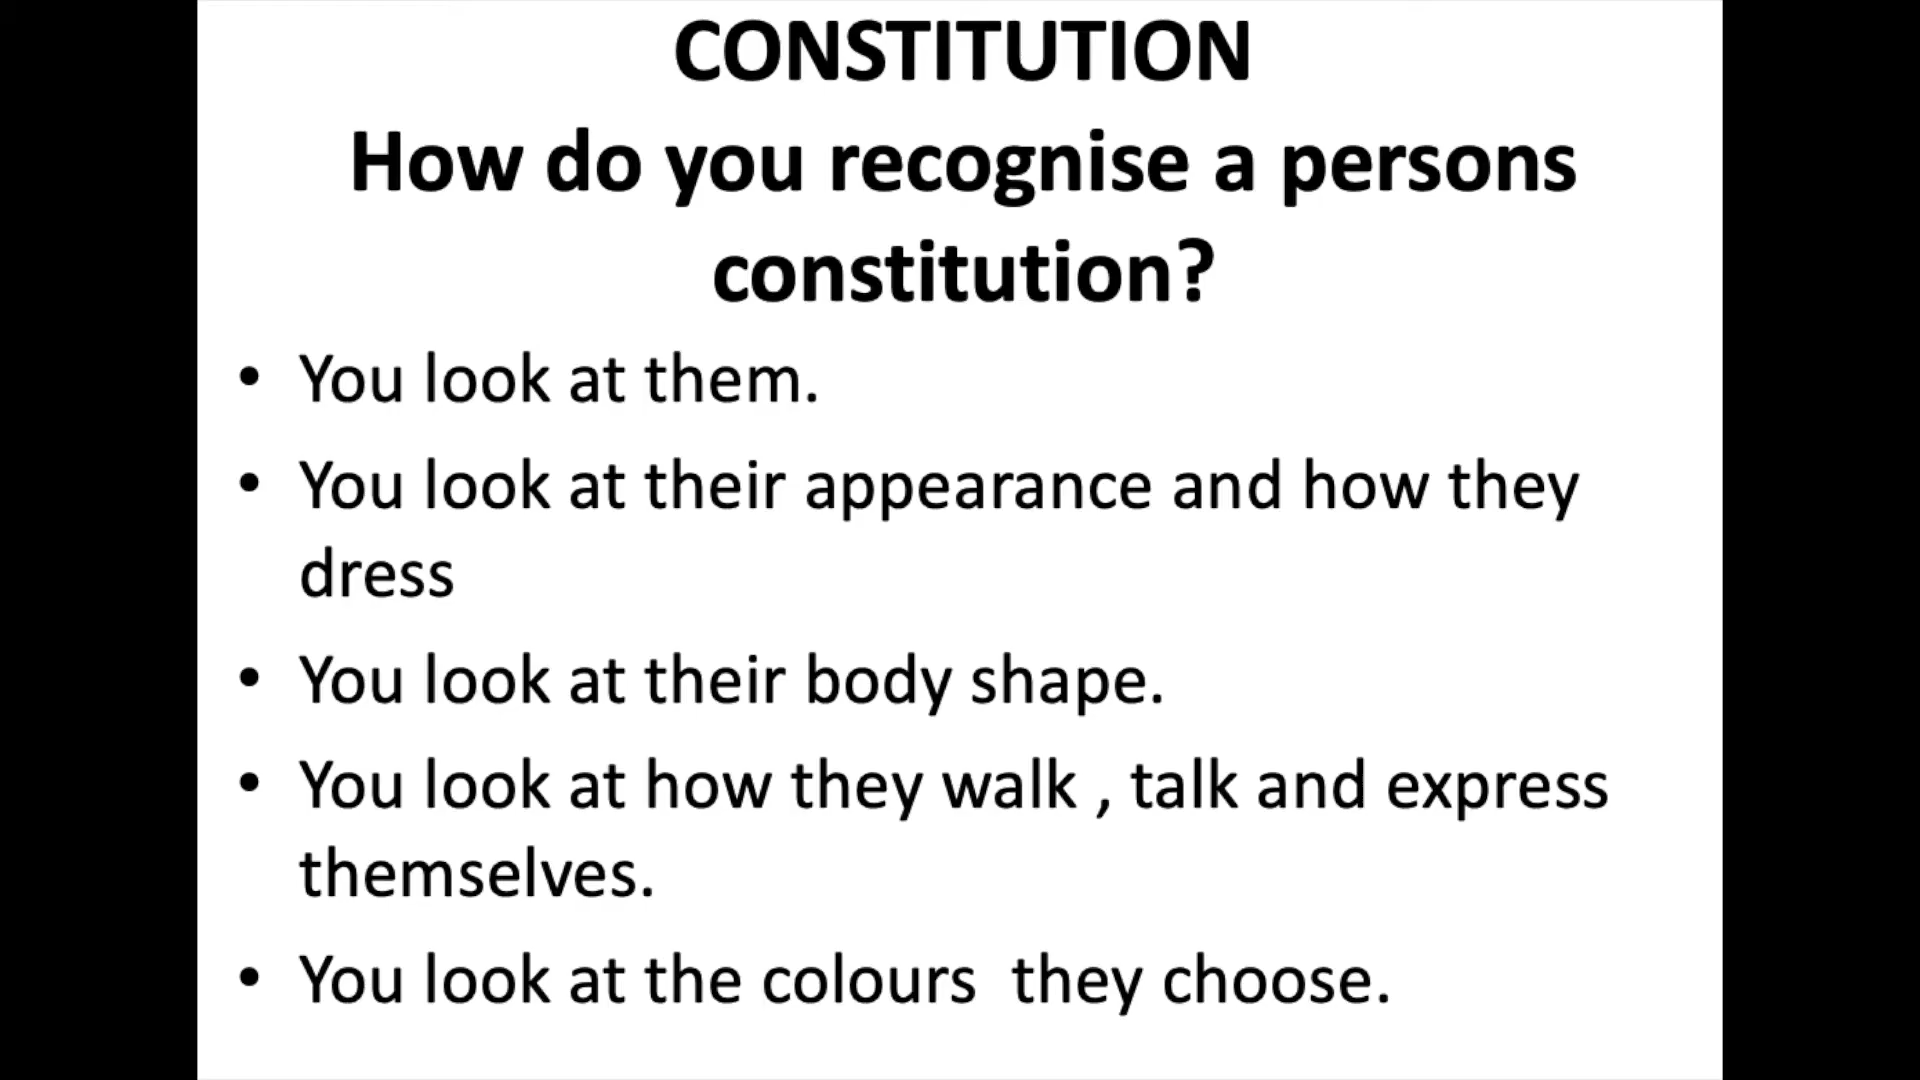 CONSTITUTION
How do you recognise a persons
constitution?
• You look at them.
• You look at their appearance and how they
dress
• You look at their body shape.
• You look at how they walk , talk and express
themselves.
• You look at the colours  they choose.